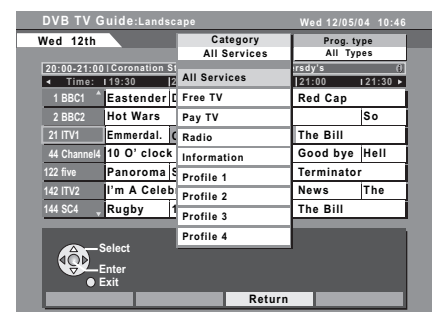 DVB TV Guide:Landscape Wed 12/05/04 10:46
Wed 12th Category Prog. type
All Services All Types
20:00-21:00 Coronation St rsdy's
Time: 19:30 21:00 21:30
All Services
1 BBC1 Eastender Free TV Red Cap
2 BBC2 Hot Wars Pay TV So
21 ITV1 Emmerdal. Radio The Bill
44 Channel4 10 O' clock Information Good bye Hell
122 five Panoroma Profile 1 Terminator
142 ITV2 I'm A Celeb Profile 2 News The
144 SC4 Rugby 1 Profile 3 The Bill
Profile 4
Select
Enter
Exit
Return